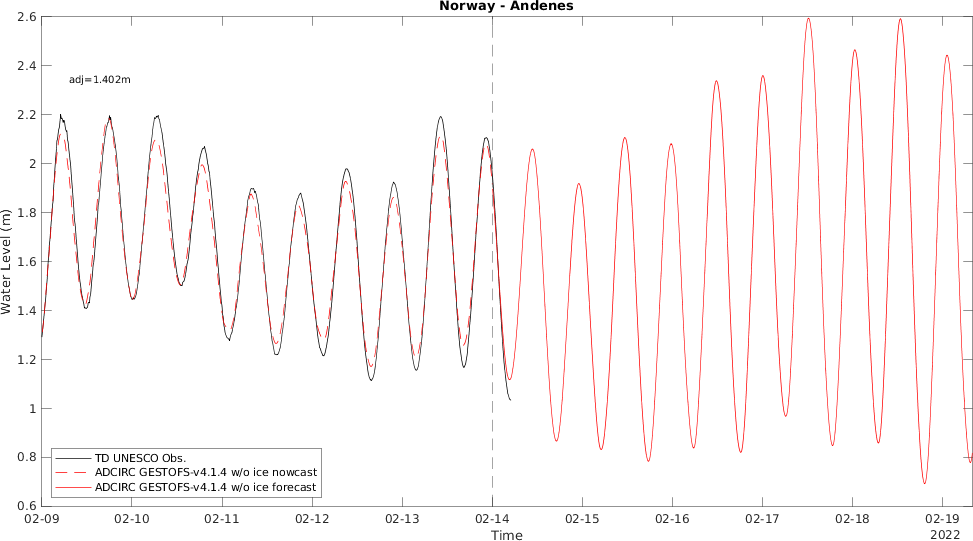 Norway - Andenes
adj=1.402m
2.6
2.4
2.2
2
1.8
1.6
1.4
1.2
1
0.8
0.6
Water Level (m)
TD UNESCO Obs.
ADCIRC GESTOFS-v4.1.4 w/o ice nowcast
ADCIRC GESTOFS-v4.1.4 w/o ice forecast
02-09 02-10 02-11 02-12 02-13 02-14 02-15 02-16 02-17 02-18 02-19
Time
2022